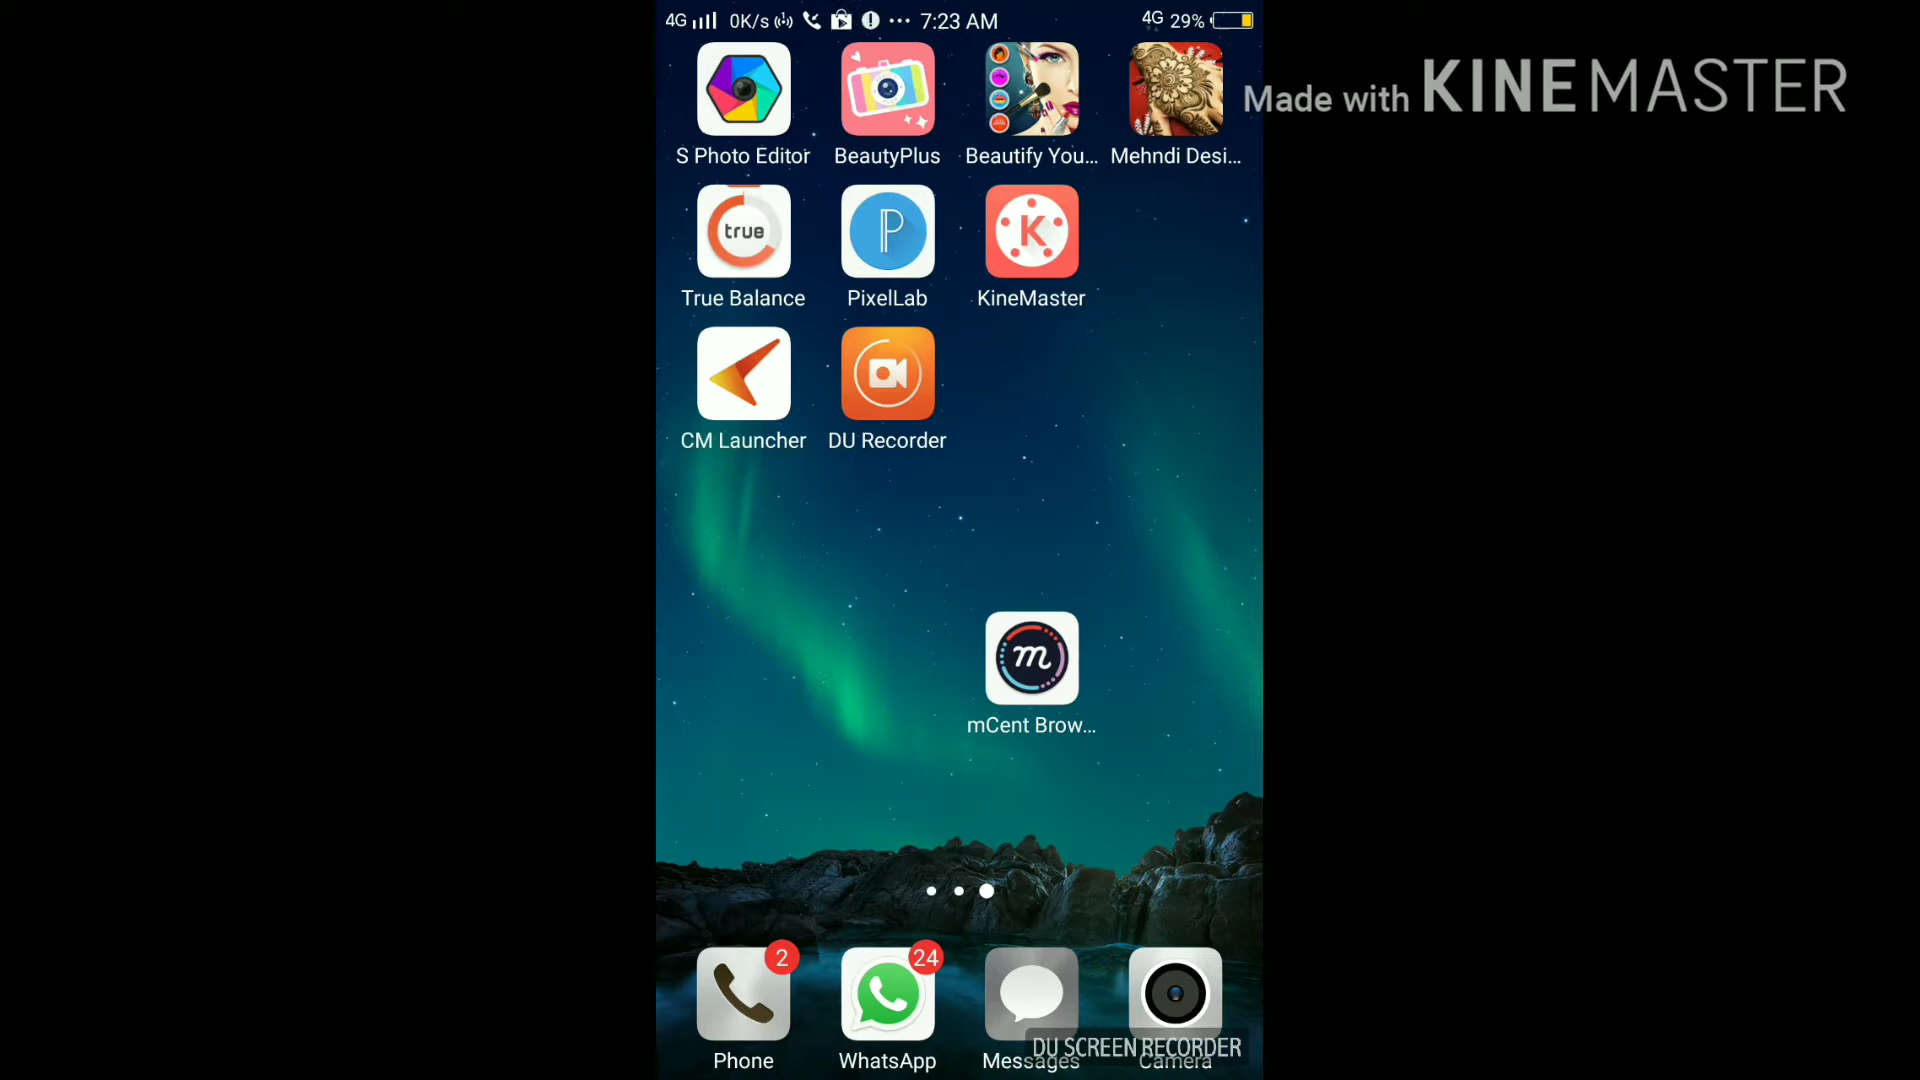 4G 0K/s 7:23 AM 4G 29%
Made with KINEMASTER
S Photo Editor BeautyPlus Beautify You... Mehndi Desi...
true P K
True Balance PixelLab KineMaster
CM Launcher DU Recorder
m
mCent Brow...
2 24
DU SCREEN RECORDER
Phone WhatsApp Messages Camera